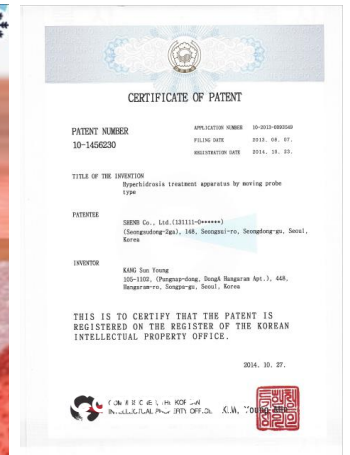 CERTIFICATE OF PATENT
PATENT NUMBER
10-1456230
APPLICATION NUMBER
FILING DATE 2013. 08. 07.
REGISTRATION DATE 2014. 10. 23.
TITLE OF THE INVENTION
Hyperhidrosis treatment apparatus by moving probe
type
PATENTEE
SHENB Co., Ltd.(131111-0******)
(Seongsudong-2ga), 148, Seongsui-ro, Seongdong-gu, Seoul,
Korea
INVENTOR
KANG Sun Young
105-1102, (Pungnap-dong, DongA Hangaram Apt.), 448,
Hangaram-ro, Songpa-gu, Seoul, Korea
THIS IS TO CERTIFY THAT THE PATENT IS
REGISTERED ON THE REGISTER OF THE KOREAN
INTELLECTUAL PROPERTY OFFICE.
2014. 10. 27.